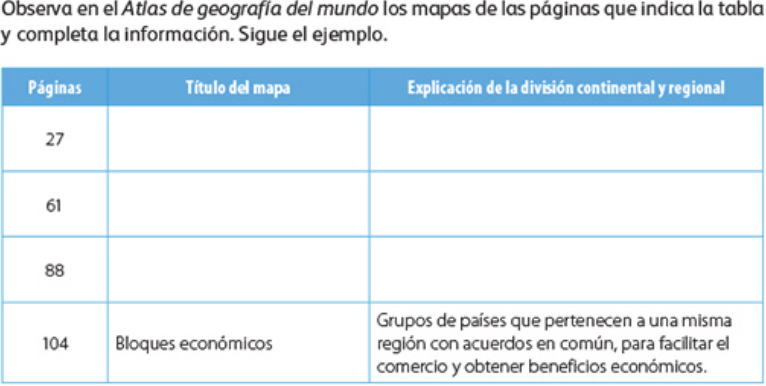 Observa en el Atlas de geografía del mundo los mapas de las páginas que indica la tabla
y completa la información. Sigue el ejemplo.
Páginas Título del mapa Explicación de la división continental y regional
27
61
88
104 Bloques económicos Grupos de países que pertenecen a una misma
región con acuerdos en común, para facilitar el
comercio y obtener beneficios económicos.